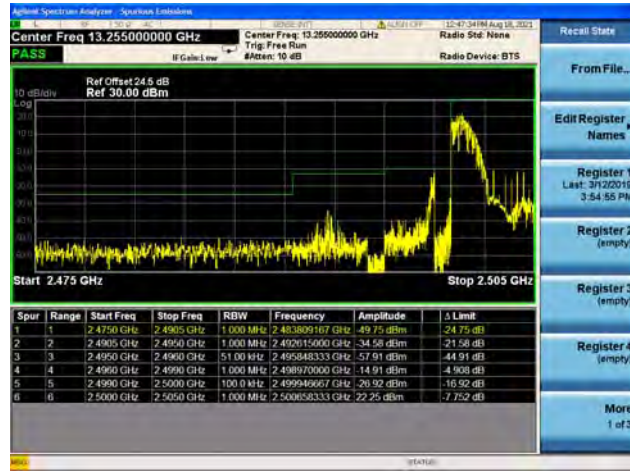 Agilent Spectrum Analyzer - Spurious Emissions
RF 50 Ω AC SENSE:INT ALIGN OFF 12:47:34 PM Aug 18, 2021
Center Freq 13.255000000 GHz
Center Freq: 13.255000000 GHz
Radio Std: None
PASS
IFGain:Low
Trig: Free Run
#Atten: 10 dB
Radio Device: BTS
Ref Offset 24.5 dB
10 dB/div Ref 30.00 dBm
Log
Start 2.475 GHz Stop 2.505 GHz
Spur Range Start Freq Stop Freq RBW Frequency Amplitude Δ Limit
1 1 2.4750 GHz 2.4905 GHz 1.000 MHz 2.483809167 GHz -49.75 dBm -24.75 dB
2 2 2.4905 GHz 2.4950 GHz 1.000 MHz 2.492615000 GHz -34.58 dBm -21.58 dB
3 3 2.4950 GHz 2.4960 GHz 51.00 kHz 2.495848333 GHz -57.91 dBm -44.91 dB
4 4 2.4960 GHz 2.4990 GHz 1.000 MHz 2.498970000 GHz -14.91 dBm -4.908 dB
5 5 2.4990 GHz 2.5000 GHz 100.0 kHz 2.499946667 GHz -26.92 dBm -16.92 dB
6 6 2.5000 GHz 2.5050 GHz 1.000 MHz 2.500658333 GHz 22.25 dBm -7.752 dB
MSG STATUS
Recall State
From File...
Edit Register
Names
Register 1
Last: 3/12/2019
3:54:55 PM
Register 2
(empty)
Register 3
(empty)
Register 4
(empty)
More
1 of 3